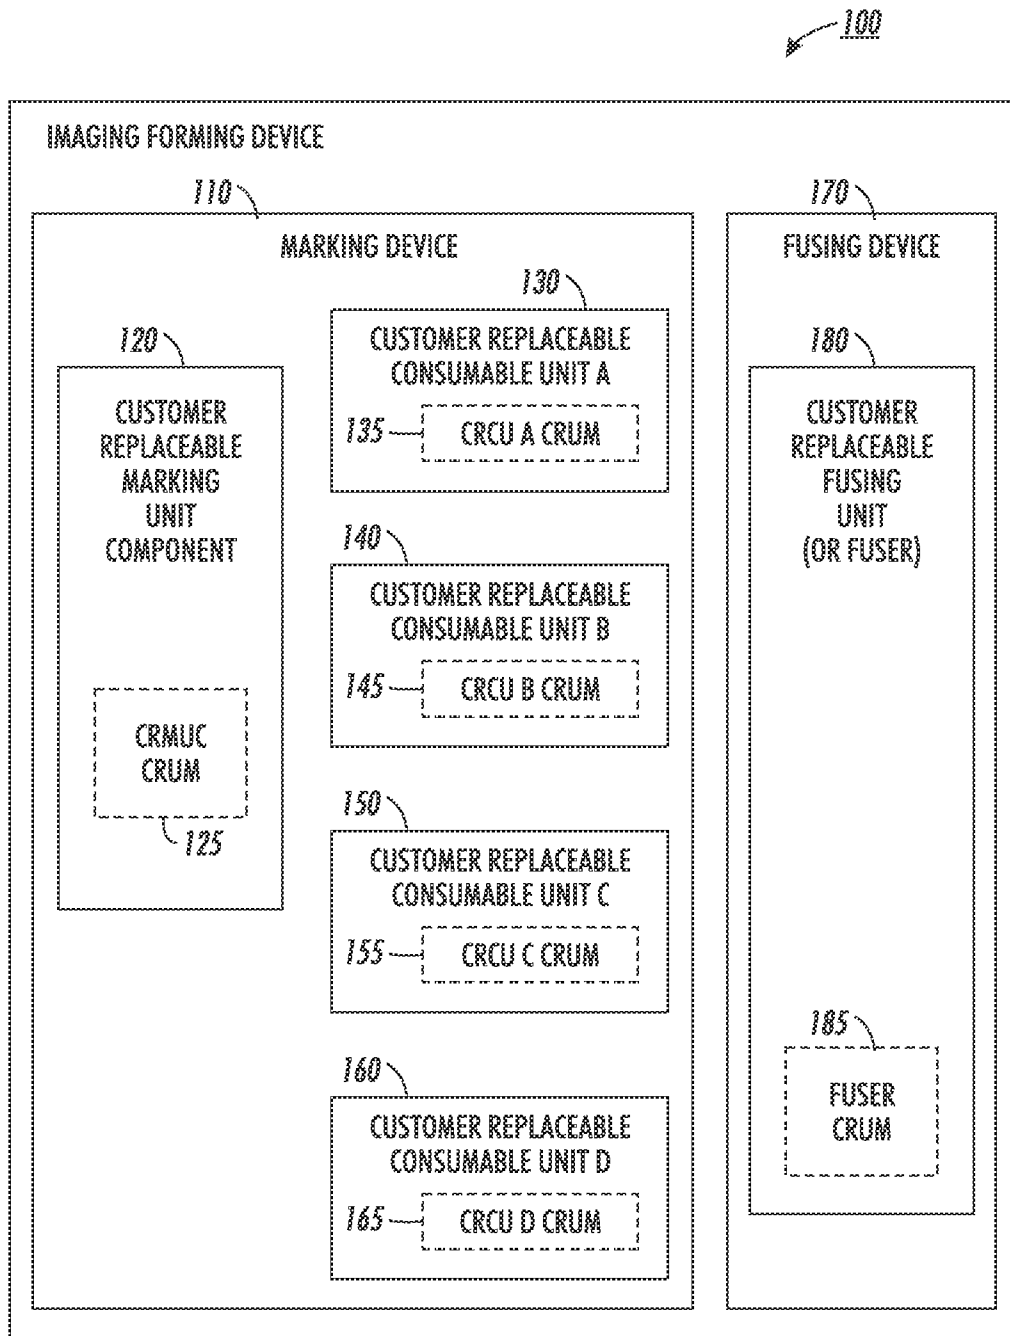 100
IMAGING FORMING DEVICE
110
MARKING DEVICE
120
CUSTOMER
REPLACEABLE
MARKING
UNIT
COMPONENT
CRMUC
CRUM
125
130
CUSTOMER REPLACEABLE
CONSUMABLE UNIT A
135
CRCU A CRUM
140
CUSTOMER REPLACEABLE
CONSUMABLE UNIT B
145
CRCU B CRUM
150
CUSTOMER REPLACEABLE
CONSUMABLE UNIT C
155
CRCU C CRUM
160
CUSTOMER REPLACEABLE
CONSUMABLE UNIT D
165
CRCU D CRUM
170
FUSING DEVICE
180
CUSTOMER
REPLACEABLE
FUSING
UNIT
(OR FUSER)
185
FUSER
CRUM